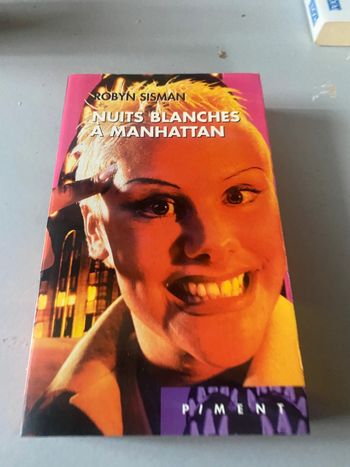 ROBYN SISMAN
NUITS BLANCHES
À MANHATTAN
PIMENT